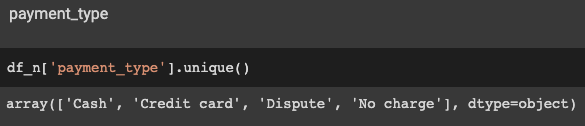 payment_type
df_n['payment_type'].unique()
array(['Cash', 'Credit card', 'Dispute', 'No charge'], dtype=object)